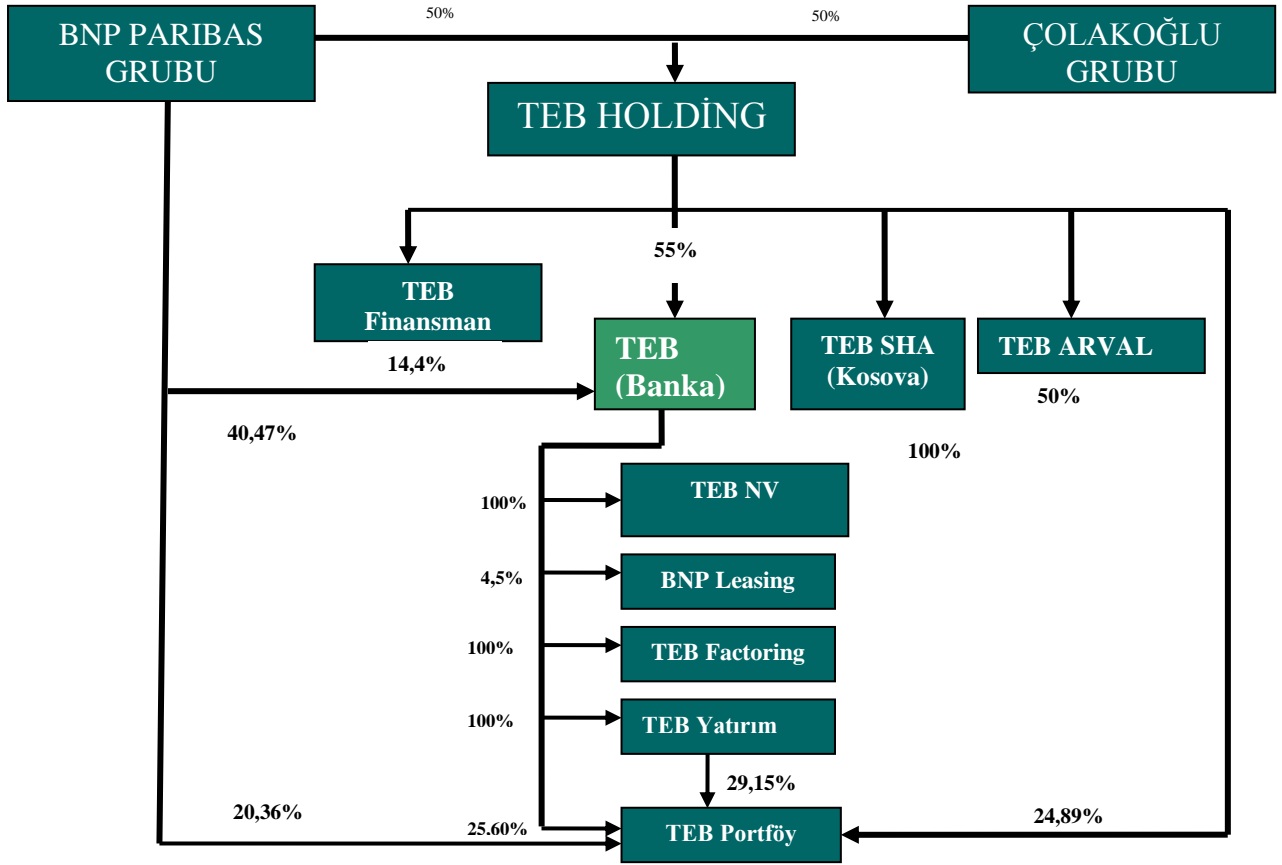 50%
50%
BNP PARIBAS
GRUBU
ÇOLAKOĞLU
GRUBU
TEB HOLDİNG
55%
TEB
Finansman
14,4%
TEB
(Banka)
TEB SHA
(Kosova)
TEB ARVAL
50%
40,47%
100%
TEB NV
100%
BNP Leasing
4,5%
TEB Factoring
100%
TEB Yatırım
100%
29,15%
20,36%
25.60%
TEB Portföy
24,89%